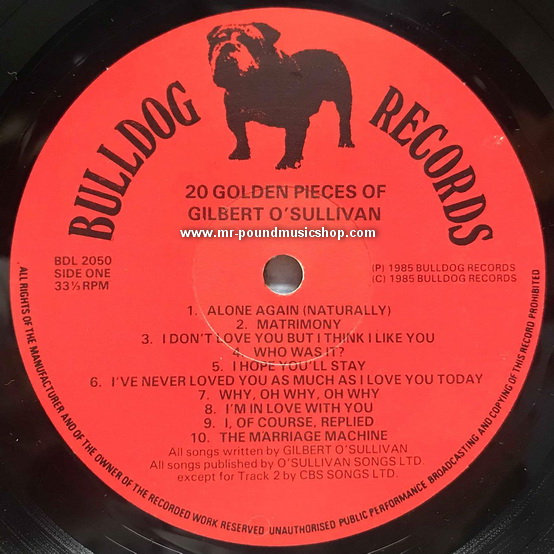 BULLDOG RECORDS
20 GOLDEN PIECES OF
GILBERT O'SULLIVAN
www.mr-poundmusicshop.com
BDL 2050
SIDE ONE
33⅓ RPM
(P) 1985 BULLDOG RECORDS
(C) 1985 BULLDOG RECORDS
1. ALONE AGAIN (NATURALLY)
2. MATRIMONY
3. I DON'T LOVE YOU BUT I THINK I LIKE YOU
4. WHO WAS IT?
5. I HOPE YOU'LL STAY
6. I'VE NEVER LOVED YOU AS MUCH AS I LOVE YOU TODAY
7. WHY, OH WHY, OH WHY
8. I'M IN LOVE WITH YOU
9. I, OF COURSE, REPLIED
10. THE MARRIAGE MACHINE
All songs written by GILBERT O'SULLIVAN
All songs published by O'SULLIVAN SONGS LTD.
except for Track 2 by CBS SONGS LTD.
ALL RIGHTS OF THE MANUFACTURER AND OF THE OWNER OF THE RECORDED WORK RESERVED UNAUTHORISED PUBLIC PERFORMANCE BROADCASTING AND COPYING OF THIS RECORD PROHIBITED